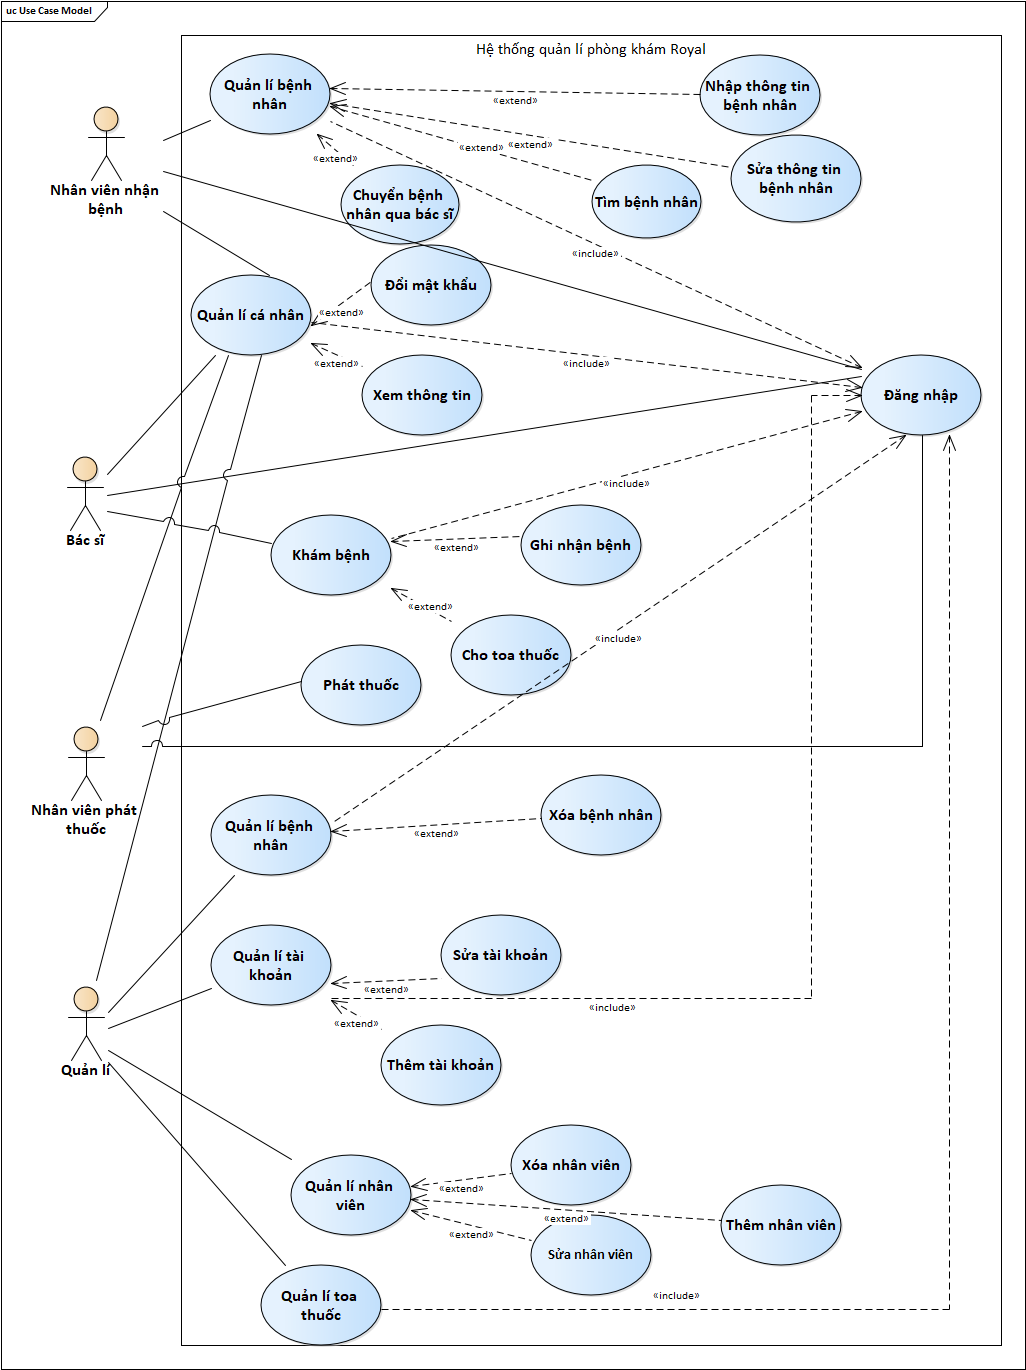 uc Use Case Model
Hệ thống quản lí phòng khám Royal
Quản lí bệnh
nhân
Nhập thông tin
bệnh nhân
«extend»
Nhân viên nhận
bệnh
«extend»
«extend»
«extend»
Sửa thông tin
bệnh nhân
Chuyển bệnh
nhân qua bác sĩ
Tìm bệnh nhân
«include»
Đổi mật khẩu
Quản lí cá nhân
«extend»
«extend»
«include»
Xem thông tin
Đăng nhập
Bác sĩ
«include»
Khám bệnh
«extend»
Ghi nhận bệnh
«extend»
«include»
Cho toa thuốc
Phát thuốc
Nhân viên phát
thuốc
Quản lí bệnh
nhân
«extend»
Xóa bệnh nhân
Quản lí tài
khoản
Sửa tài khoản
«extend»
«include»
«extend»
Thêm tài khoản
Quản lí
Xóa nhân viên
Quản lí nhân
viên
«extend»
«extend»
«extend»
Thêm nhân viên
Sửa nhân viên
Quản lí toa
thuốc
«include»